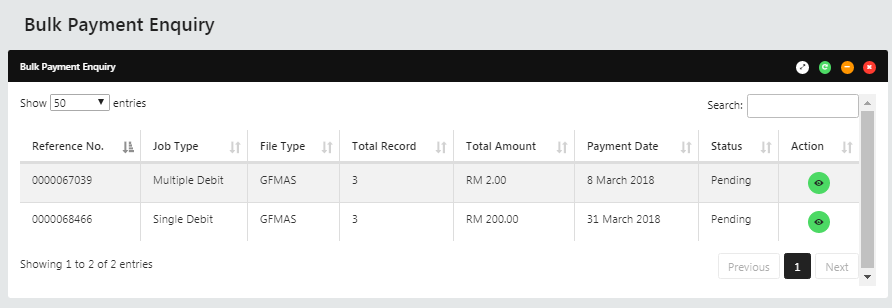 Bulk Payment Enquiry
Bulk Payment Enquiry
Show 50 entries Search:
Reference No. Job Type File Type Total Record Total Amount Payment Date Status Action
0000067039 Multiple Debit GFMAS 3 RM 2.00 8 March 2018 Pending
0000068466 Single Debit GFMAS 3 RM 200.00 31 March 2018 Pending
Showing 1 to 2 of 2 entries Previous 1 Next